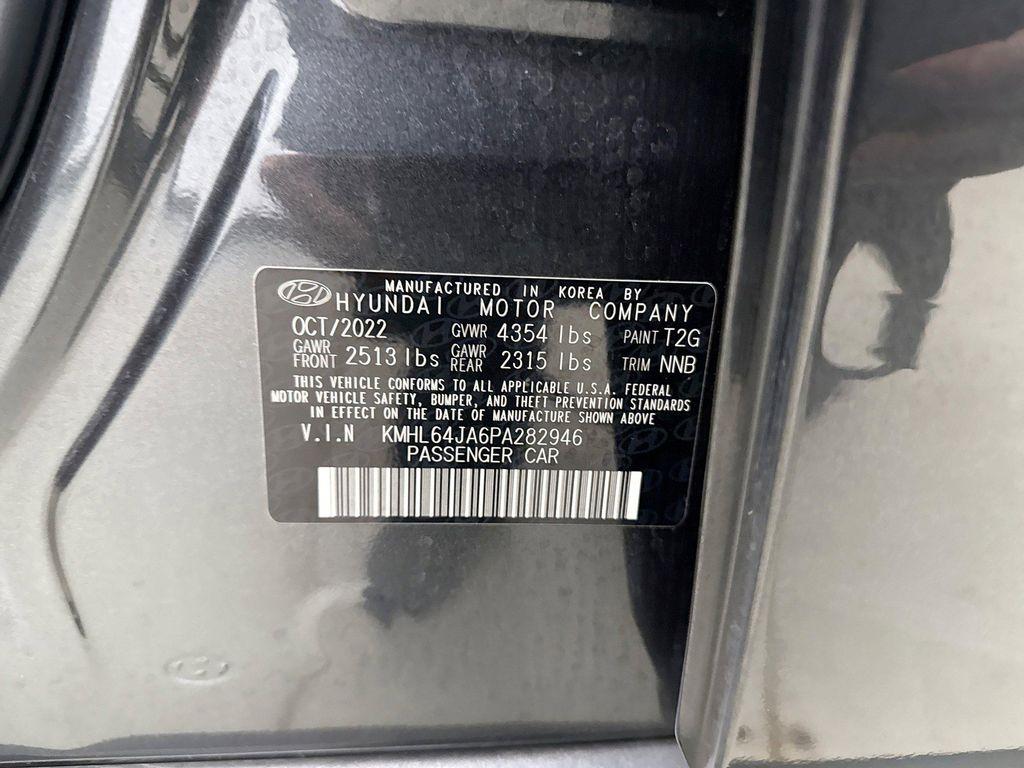 MANUFACTURED IN KOREA BY
HYUNDAI MOTOR COMPANY
OCT/2022 GVWR 4354 lbs PAINT T2G
GAWR FRONT 2513 lbs GAWR REAR 2315 lbs TRIM NNB
THIS VEHICLE CONFORMS TO ALL APPLICABLE U.S.A. FEDERAL
MOTOR VEHICLE SAFETY, BUMPER, AND THEFT PREVENTION STANDARDS
IN EFFECT ON THE DATE OF MANUFACTURE SHOWN ABOVE
V.I.N KMHL64JA6PA282946
PASSENGER CAR